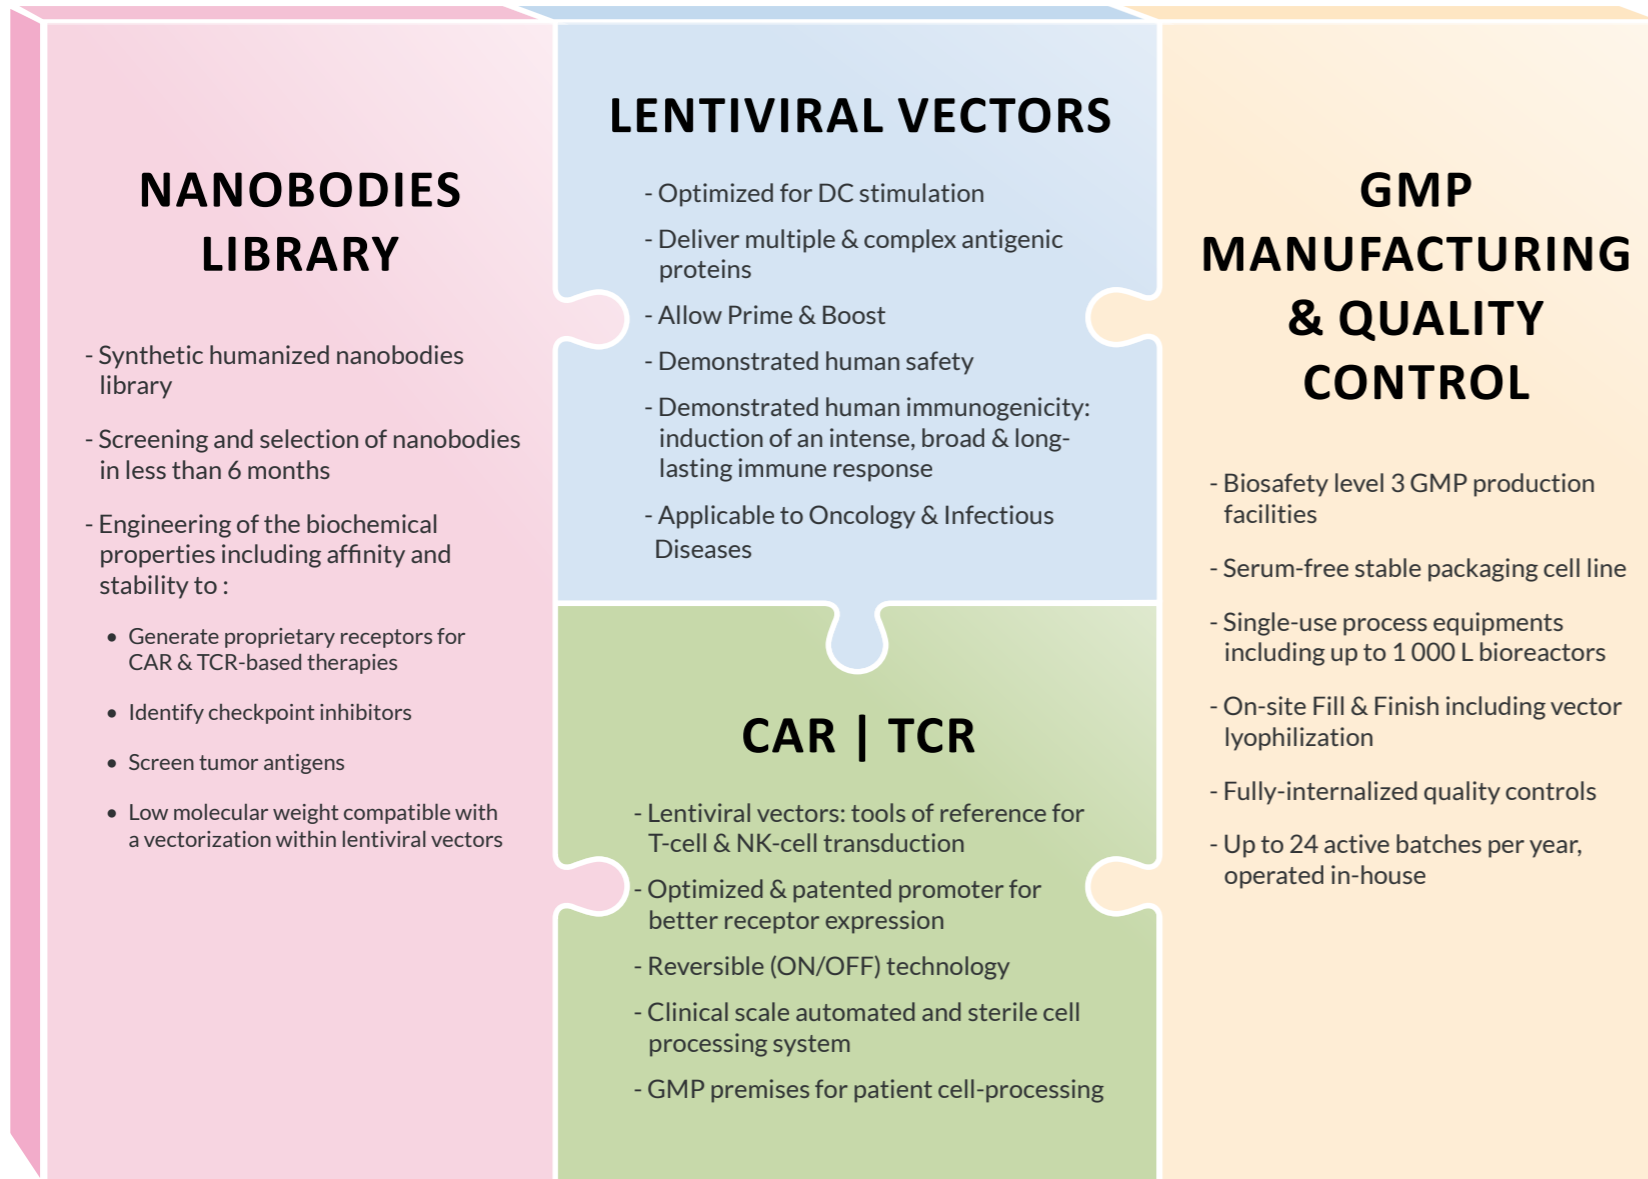 NANOBODIES
LIBRARY
- Synthetic humanized nanobodies
library
- Screening and selection of nanobodies
in less than 6 months
- Engineering of the biochemical
properties including affinity and
stability to :
• Generate proprietary receptors for
CAR & TCR-based therapies
• Identify checkpoint inhibitors
• Screen tumor antigens
• Low molecular weight compatible with
a vectorization within lentiviral vectors
LENTIVIRAL VECTORS
- Optimized for DC stimulation
- Deliver multiple & complex antigenic
proteins
- Allow Prime & Boost
- Demonstrated human safety
- Demonstrated human immunogenicity:
induction of an intense, broad & long-
lasting immune response
- Applicable to Oncology & Infectious
Diseases
CAR | TCR
- Lentiviral vectors: tools of reference for
T-cell & NK-cell transduction
- Optimized & patented promoter for
better receptor expression
- Reversible (ON/OFF) technology
- Clinical scale automated and sterile cell
processing system
- GMP premises for patient cell-processing
GMP
MANUFACTURING
& QUALITY
CONTROL
- Biosafety level 3 GMP production
facilities
- Serum-free stable packaging cell line
- Single-use process equipments
including up to 1 000 L bioreactors
- On-site Fill & Finish including vector
lyophilization
- Fully-internalized quality controls
- Up to 24 active batches per year,
operated in-house